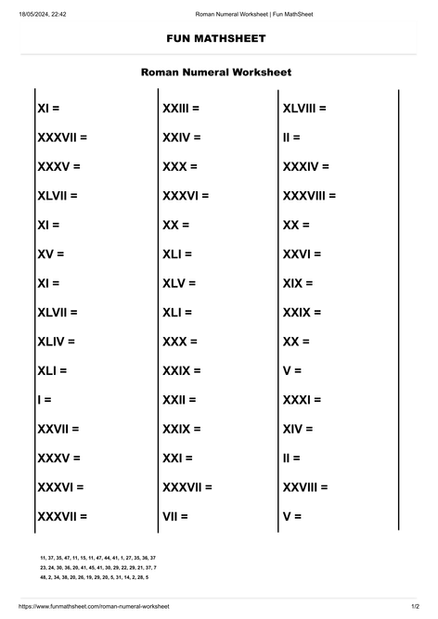 18/05/2024, 22:42 Roman Numeral Worksheet | Fun MathSheet
FUN MATHSHEET
Roman Numeral Worksheet
XI = XXIII = XLVIII =
XXXVII = XXIV = II =
XXXV = XXX = XXXIV =
XLVII = XXXVI = XXXVIII =
XI = XX = XX =
XV = XLI = XXVI =
XI = XLV = XIX =
XLVII = XLI = XXIX =
XLIV = XXX = XX =
XLI = XXIX = V =
I = XXII = XXXI =
XXVII = XXIX = XIV =
XXXV = XXI = II =
XXXVI = XXXVII = XXVIII =
XXXVII = VII = V =
11, 37, 35, 47, 11, 15, 11, 47, 44, 41, 1, 27, 35, 36, 37
23, 24, 30, 36, 20, 41, 45, 41, 30, 29, 22, 29, 21, 37, 7
48, 2, 34, 38, 20, 26, 19, 29, 20, 5, 31, 14, 2, 28, 5
https://www.funmathsheet.com/roman-numeral-worksheet 1/2